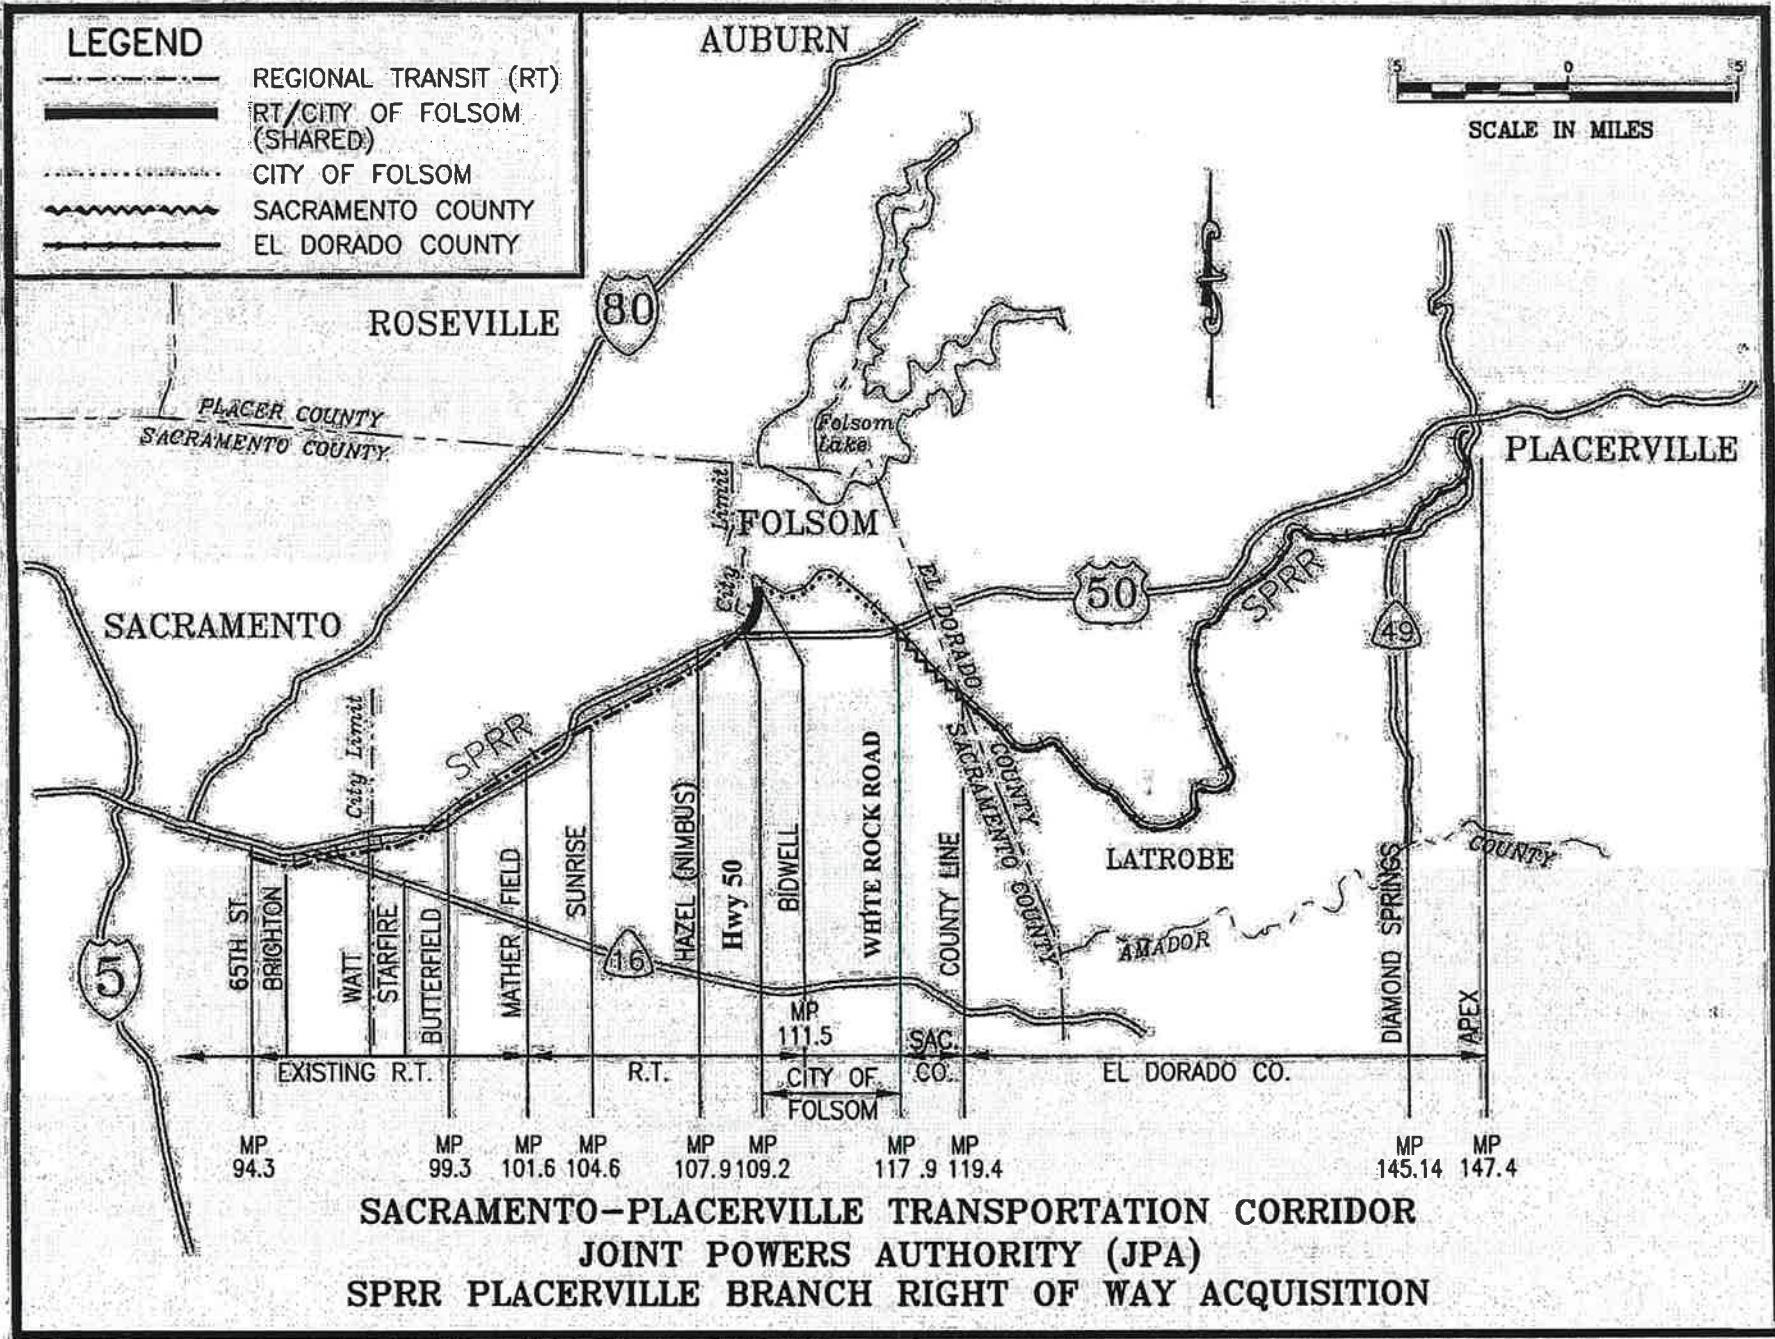 LEGEND
REGIONAL TRANSIT (RT)
RT/CITY OF FOLSOM
(SHARED)
CITY OF FOLSOM
SACRAMENTO COUNTY
EL DORADO COUNTY
AUBURN
5 0 5
SCALE IN MILES
ROSEVILLE
80
PLACER COUNTY
SACRAMENTO COUNTY
Folsom
Lake
PLACERVILLE
City Limit
FOLSOM
SACRAMENTO
EL DORADO COUNTY
SACRAMENTO COUNTY
50
SPRR
49
City Limit
SPRR
LATROBE
COUNTY
AMADOR
5
16
65TH ST.
BRIGHTON
WATT
STARFIRE
BUTTERFIELD
MATHER FIELD
SUNRISE
HAZEL (NIMBUS)
Hwy 50
BIDWELL
WHITE ROCK ROAD
COUNTY LINE
DIAMOND SPRINGS
APEX
MP
111.5
EXISTING R.T.
R.T.
CITY OF
FOLSOM
SAC.
CO.
EL DORADO CO.
MP MP MP MP MP MP MP MP MP MP
94.3 99.3 101.6 104.6 107.9 109.2 117.9 119.4 145.14 147.4
SACRAMENTO-PLACERVILLE TRANSPORTATION CORRIDOR
JOINT POWERS AUTHORITY (JPA)
SPRR PLACERVILLE BRANCH RIGHT OF WAY ACQUISITION